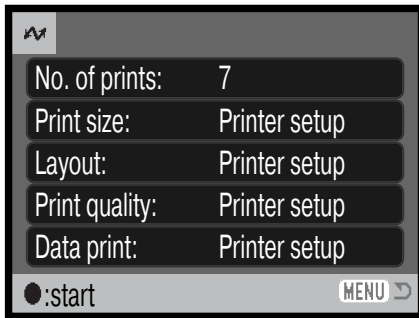 No. of prints: 7
Print size: Printer setup
Layout: Printer setup
Print quality: Printer setup
Data print: Printer setup
:start MENU